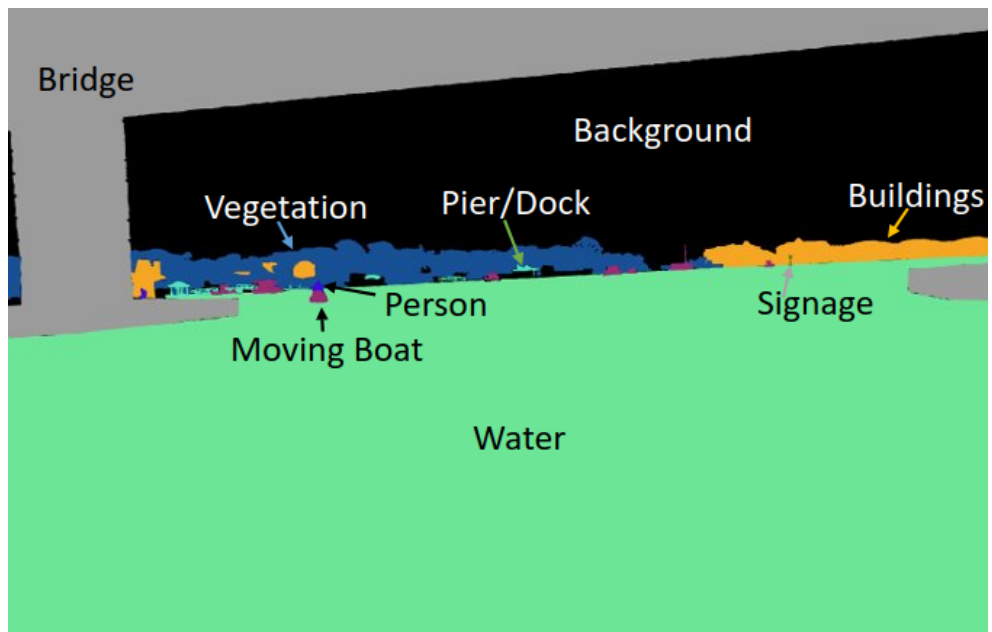 Bridge
Background
Vegetation
Pier/Dock
Buildings
Person
Signage
Moving Boat
Water